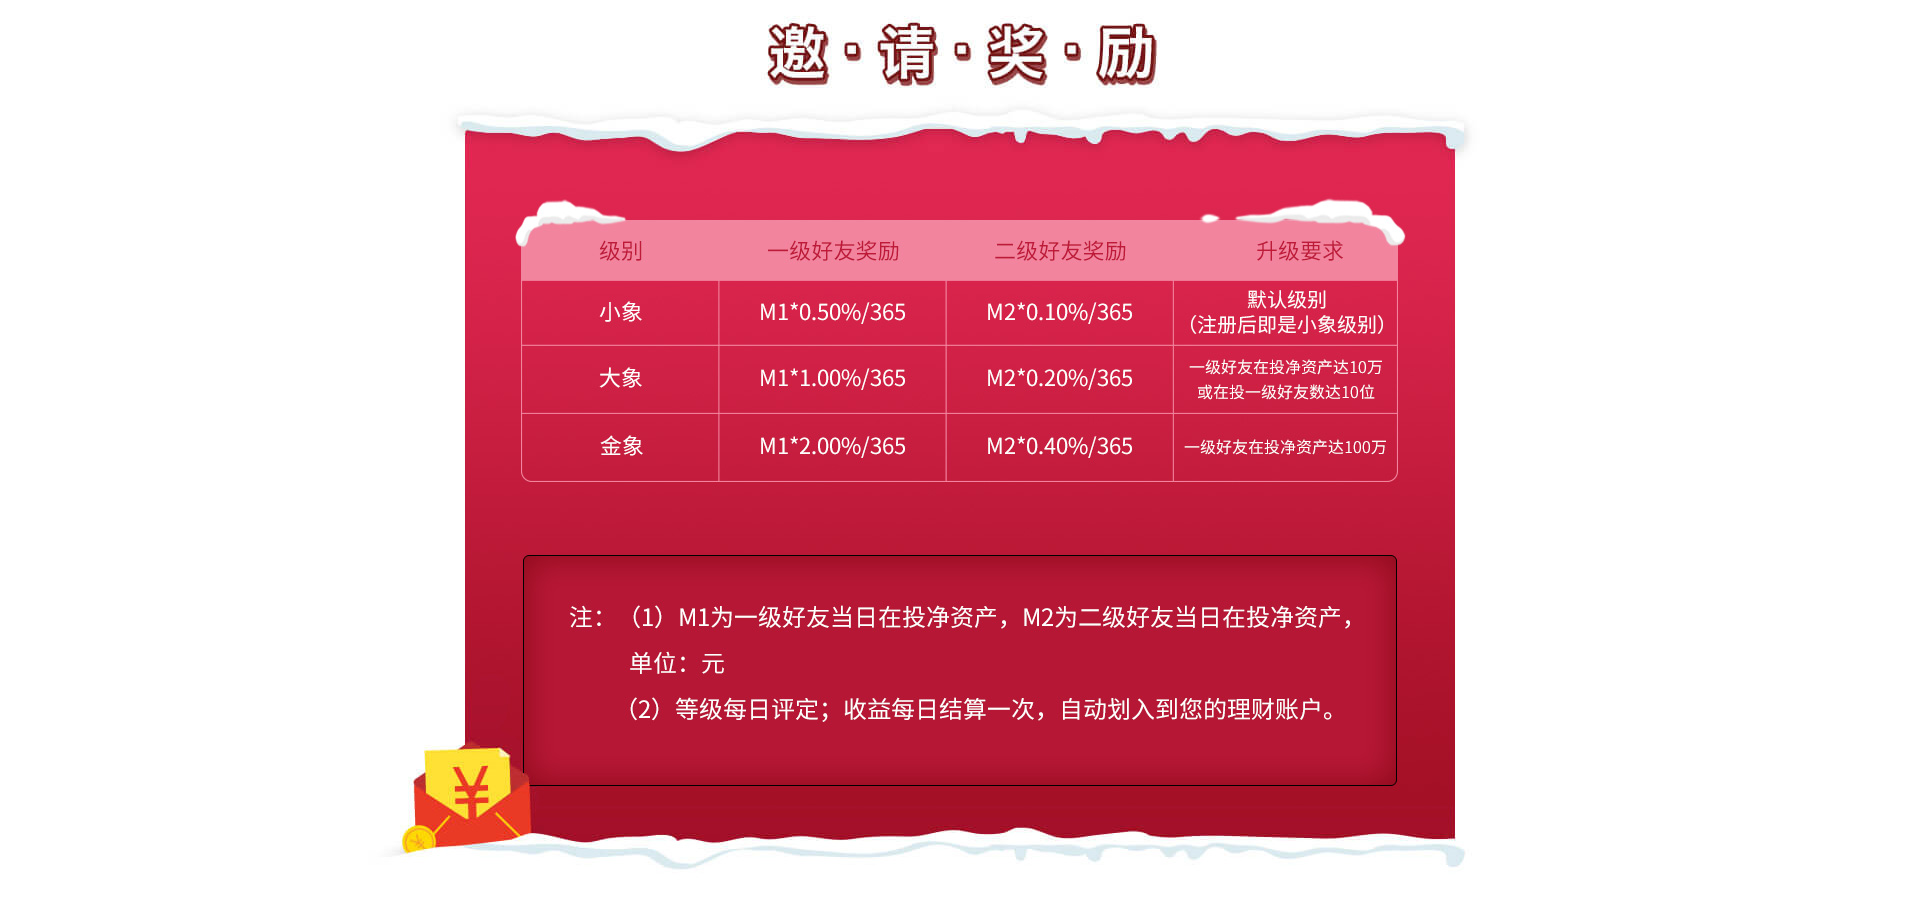 邀·请·奖·励
级别 一级好友奖励 二级好友奖励 升级要求
小象 M1*0.50%/365 M2*0.10%/365 默认级别
（注册后即是小象级别）
大象 M1*1.00%/365 M2*0.20%/365 一级好友在投净资产达10万
或在投一级好友数达10位
金象 M1*2.00%/365 M2*0.40%/365 一级好友在投净资产达100万
注：（1）M1为一级好友当日在投净资产，M2为二级好友当日在投净资产，
单位：元
（2）等级每日评定；收益每日结算一次，自动划入到您的理财账户。
¥